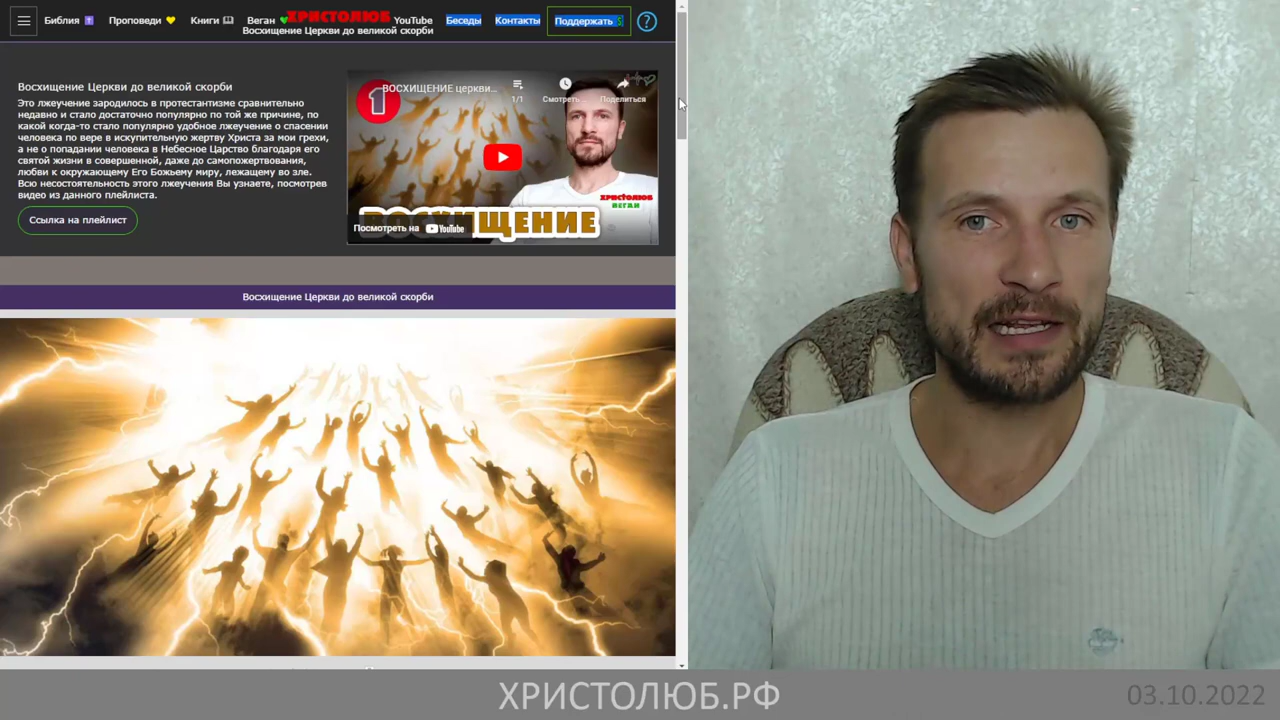 Библия Проповеди Книги Веган ХРИСТОЛЮБ YouTube Беседы Контакты Поддержать
Восхищение Церкви до великой скорби
Восхищение Церкви до великой скорби
Это лжеучение зародилось в протестантизме сравнительно
недавно и стало достаточно популярно по той же причине, по
какой когда-то стало популярно удобное лжеучение о спасении
человека по вере в искупительную жертву Христа за мои грехи,
а не о попадании человека в Небесное Царство благодаря его
святой жизни в совершенной, даже до самопожертвования,
любви к окружающему Его Божьему миру, лежащему во зле.
Всю несостоятельность этого лжеучения Вы узнаете, посмотрев
видео из данного плейлиста.
Ссылка на плейлист
ВОСХИЩЕНИЕ церкви...
1/1
Смотреть...
Поделиться
ХРИСТОЛЮБ
ВЕГАН
ВОСХИЩЕНИЕ
Посмотреть на YouTube
Восхищение Церкви до великой скорби
ХРИСТОЛЮБ.РФ
03.10.2022